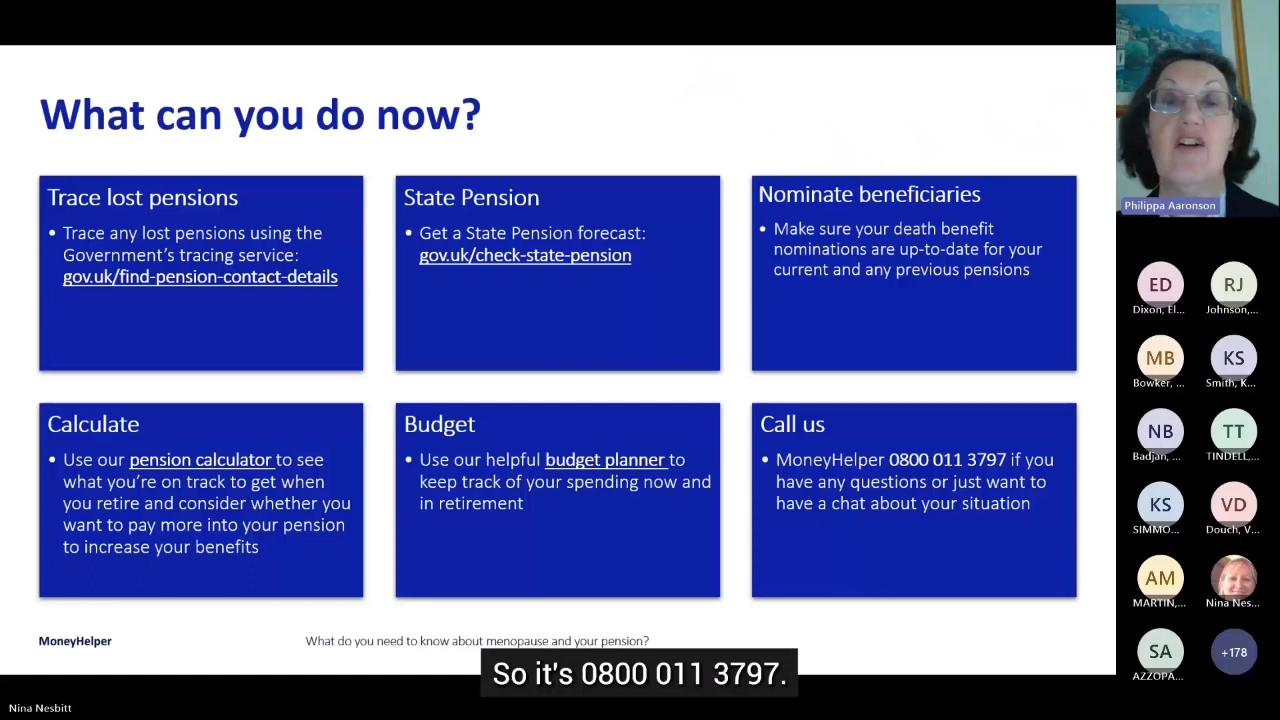 What can you do now?
Trace lost pensions
• Trace any lost pensions using the
Government's tracing service:
gov.uk/find-pension-contact-details
State Pension
• Get a State Pension forecast:
gov.uk/check-state-pension
Nominate beneficiaries
• Make sure your death benefit
nominations are up-to-date for your
current and any previous pensions
Calculate
• Use our pension calculator to see
what you're on track to get when
you retire and consider whether you
want to pay more into your pension
to increase your benefits
Budget
• Use our helpful budget planner to
keep track of your spending now and
in retirement
Call us
• MoneyHelper 0800 011 3797 if you
have any questions or just want to
have a chat about your situation
MoneyHelper
What do you need to know about menopause and your pension?
So it's 0800 011 3797.
Nina Nesbitt
Philippa Aaronson
ED
RJ
Dixon, El...
Johnson,...
MB
KS
Bowker, ...
Smith, K...
NB
TT
Badjan, ...
TINDELL,...
KS
VD
SIMMO...
Douch, V...
AM
MARTIN,...
Nina Nes...
SA
+178
AZZOPA...